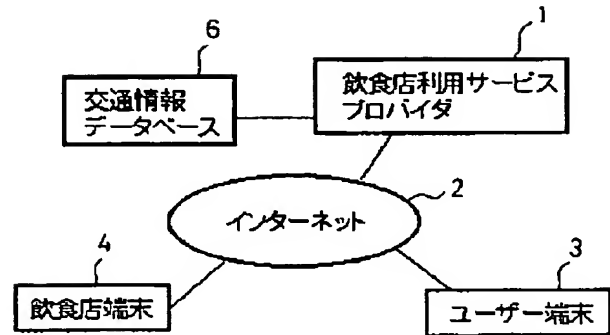 6
1
交通情報
データベース
飲食店利用サービス
プロバイダ
2
インターネット
4
3
飲食店端末
ユーザー端末